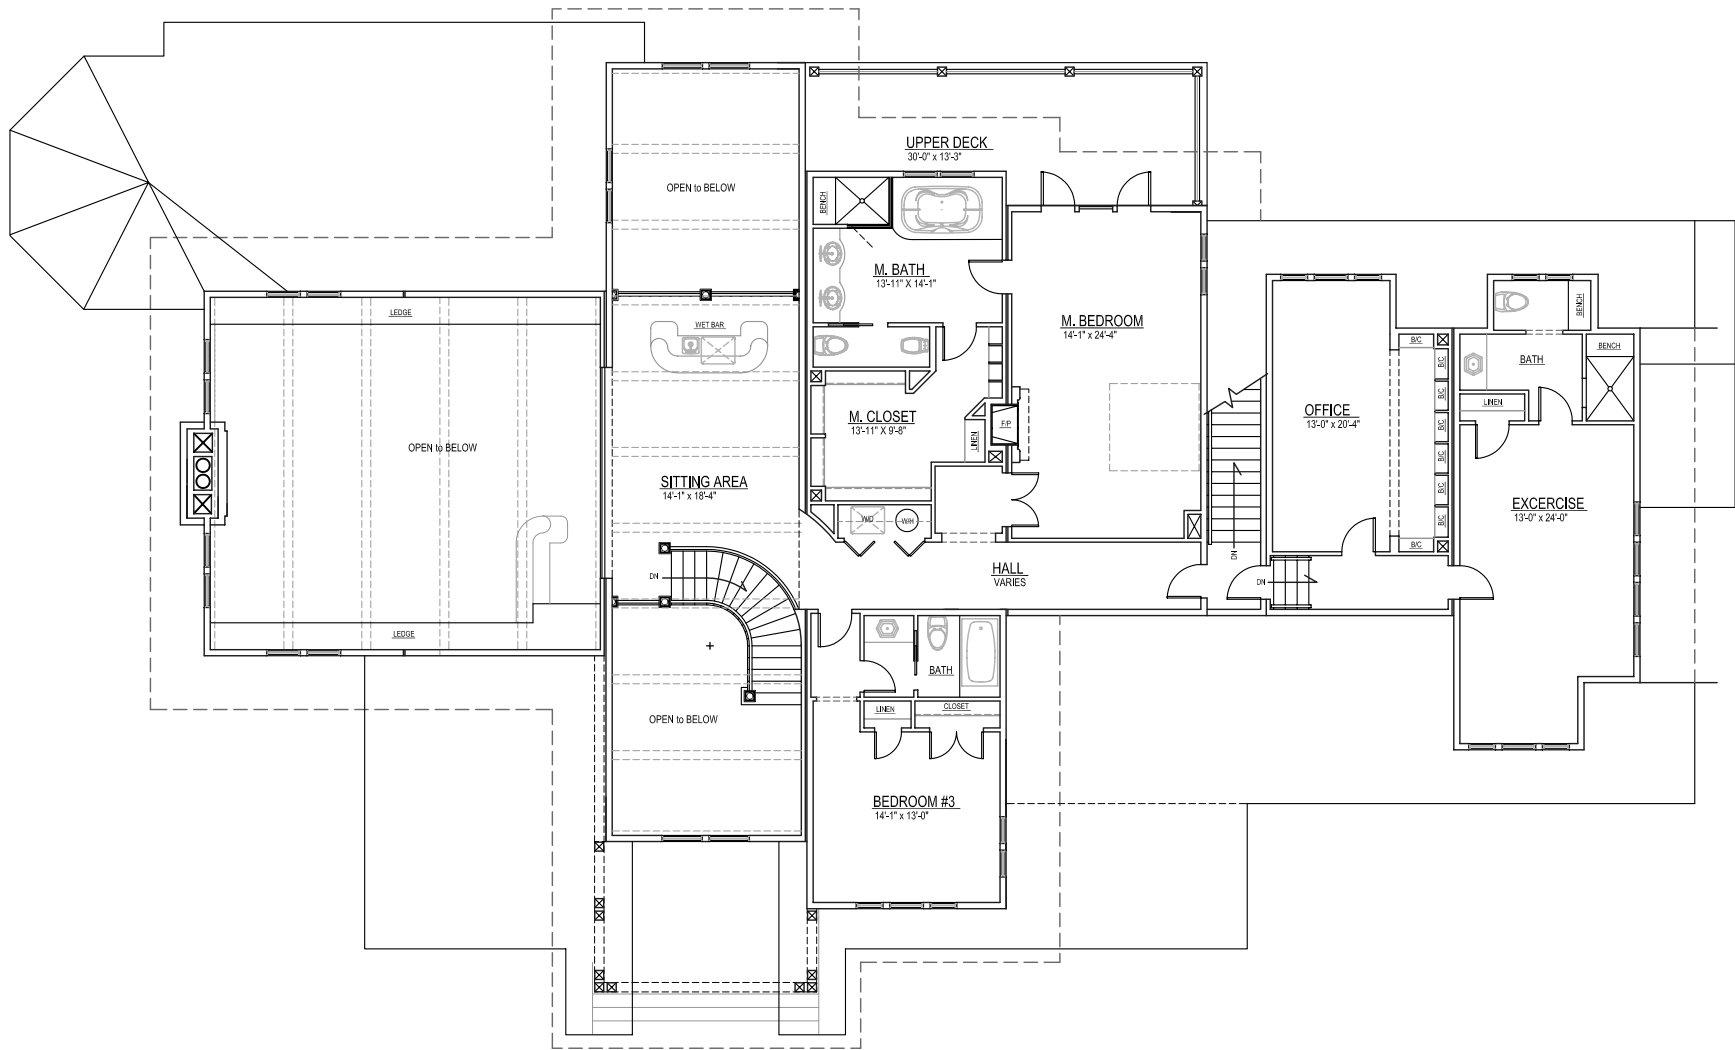 UPPER DECK
30'-0" x 13'-3"
OPEN to BELOW
BENCH
M. BATH
13'-11" X 14'-1"
BENCH
LEDGE
WET BAR
M. BEDROOM
14'-1" x 24'-4"
B/C
BATH
BENCH
B/C
B/C
B/C
B/C
B/C
B/C
B/C
LINEN
OFFICE
13'-0" x 20'-4"
M. CLOSET
13'-11" X 9'-8"
F/P
LINEN
OPEN to BELOW
SITTING AREA
14'-1" x 18'-4"
EXCERCISE
13'-0" x 24'-0"
W/D
W/H
DN
HALL
VARIES
DN
DN
LEDGE
BATH
LINEN
CLOSET
OPEN to BELOW
BEDROOM #3
14'-1" x 13'-0"